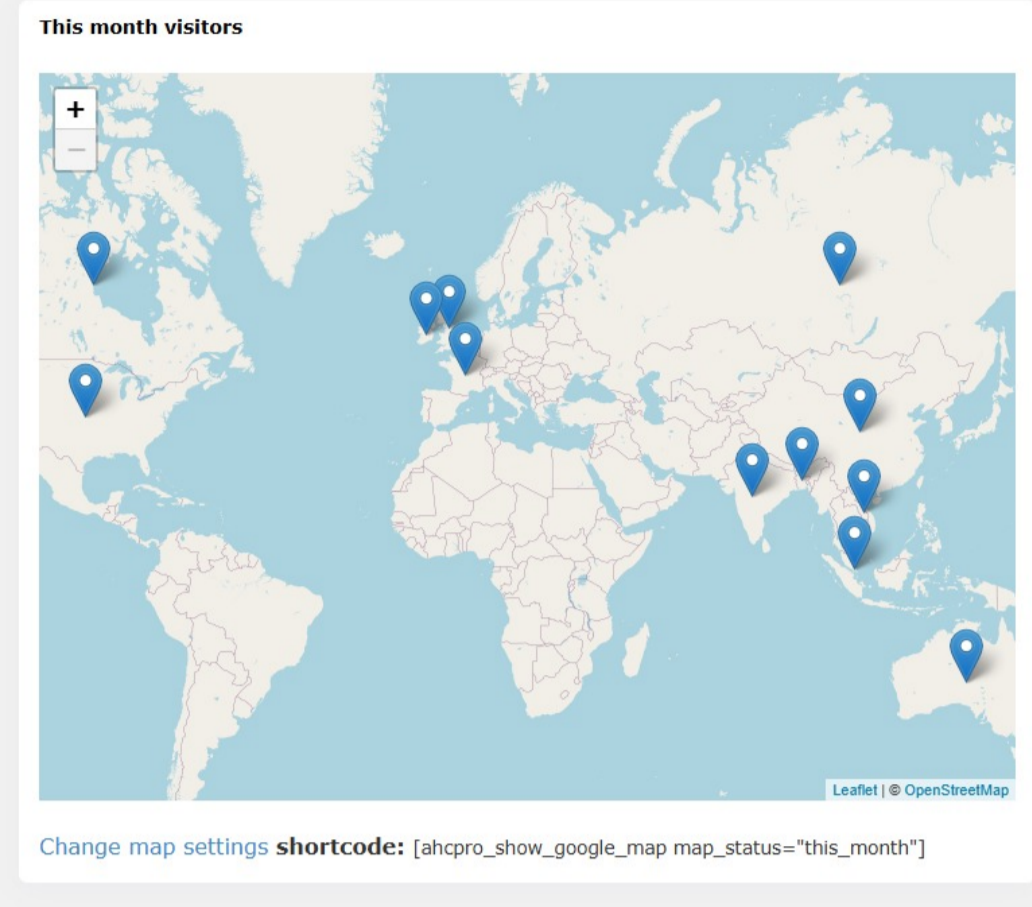 This month visitors
+
−
Leaflet | © OpenStreetMap
Change map settings shortcode: [ahcpro_show_google_map map_status="this_month"]